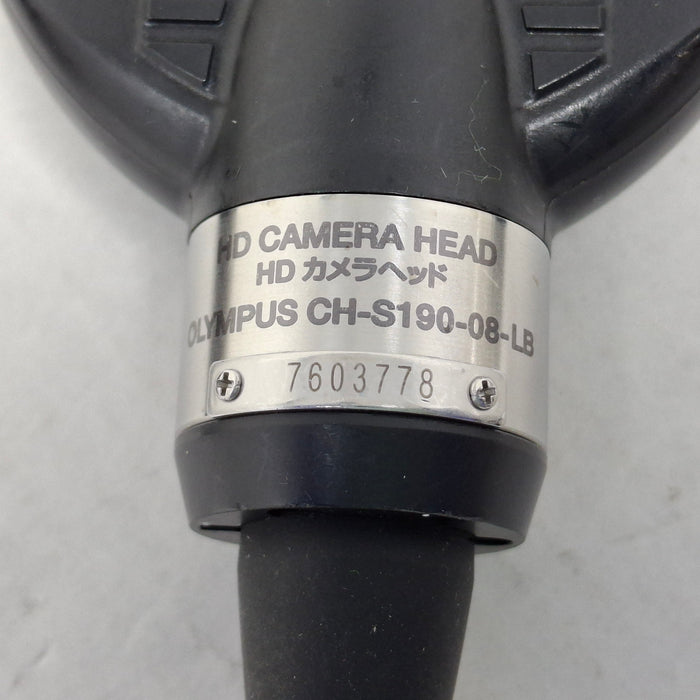 HD CAMERA HEAD
HD カメラヘッド
OLYMPUS CH-S190-08-LB
7603778